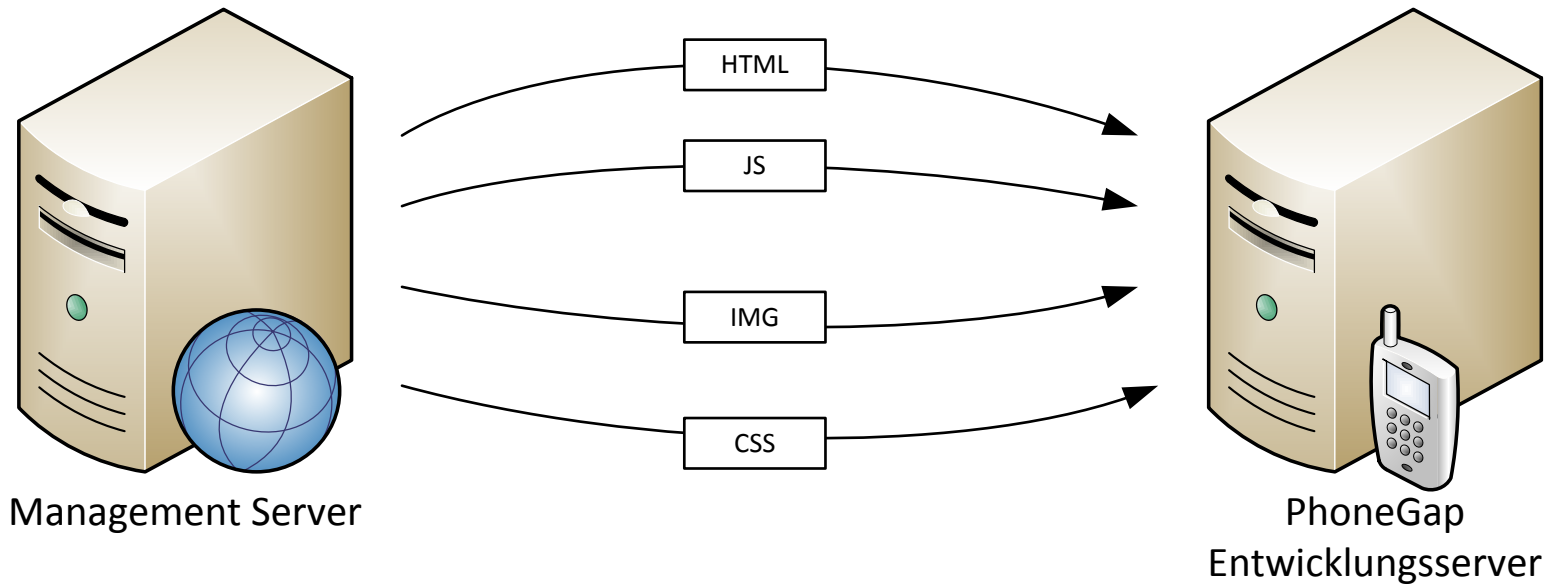 HTML
JS
IMG
CSS
Management Server
PhoneGap
Entwicklungsserver